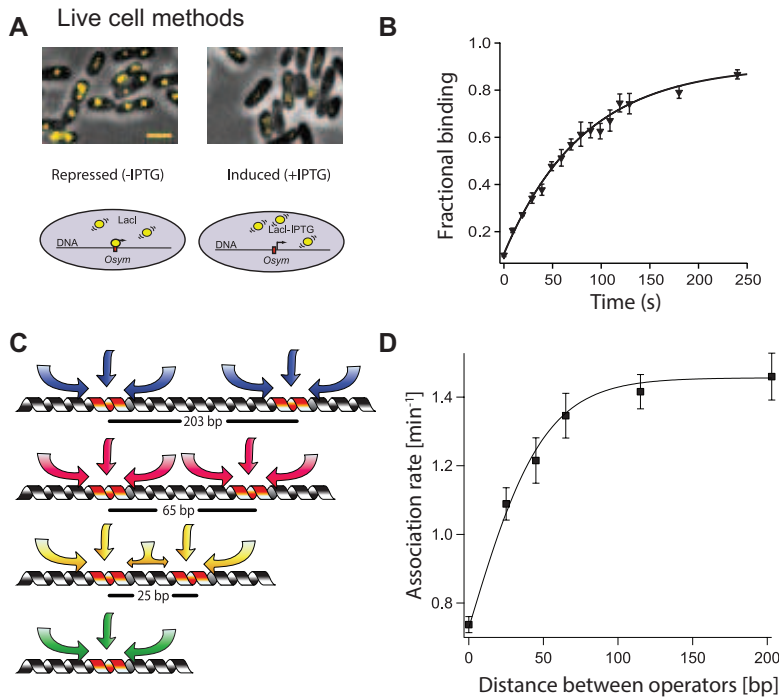 Live cell methods
A
Repressed (-IPTG)
Induced (+IPTG)
LacI
DNA
Osym
LacI-IPTG
DNA
Osym
B
Fractional binding
1.0
0.8
0.6
0.4
0.2
0 50 100 150 200 250
Time (s)
C
203 bp
65 bp
25 bp
D
Association rate [min⁻¹]
1.4
1.2
1.0
0.8
0 50 100 150 200
Distance between operators [bp]